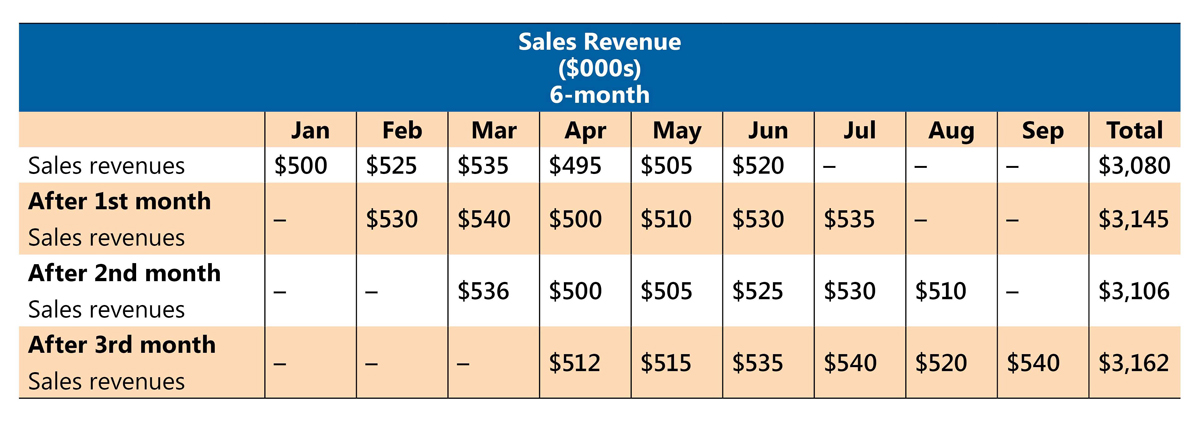 Sales Revenue
($000s)
6-month
Jan Feb Mar Apr May Jun Jul Aug Sep Total
Sales revenues $500 $525 $535 $495 $505 $520 – – – $3,080
After 1st month
Sales revenues – $530 $540 $500 $510 $530 $535 – – $3,145
After 2nd month
Sales revenues – – $536 $500 $505 $525 $530 $510 – $3,106
After 3rd month
Sales revenues – – – $512 $515 $535 $540 $520 $540 $3,162